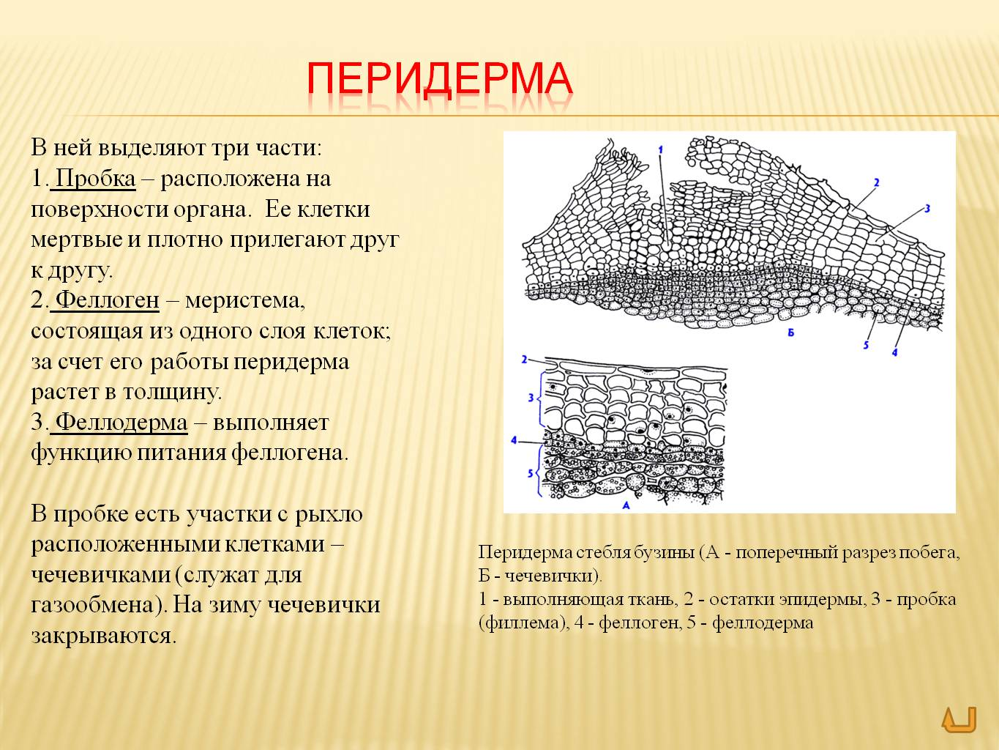 ПЕРИДЕРМА
В ней выделяют три части:
1. Пробка – расположена на
поверхности органа. Ее клетки
мертвые и плотно прилегают друг
к другу.
2. Феллоген – меристема,
состоящая из одного слоя клеток;
за счет его работы перидерма
растет в толщину.
3. Феллодерма – выполняет
функцию питания феллогена.
В пробке есть участки с рыхло
расположенными клетками –
чечевичками (служат для
газообмена). На зиму чечевички
закрываются.
1
2
3
Б
5
4
2
3
4
5
А
Перидерма стебля бузины (А - поперечный разрез побега,
Б - чечевички).
1 - выполняющая ткань, 2 - остатки эпидермы, 3 - пробка
(филлема), 4 - феллоген, 5 - феллодерма